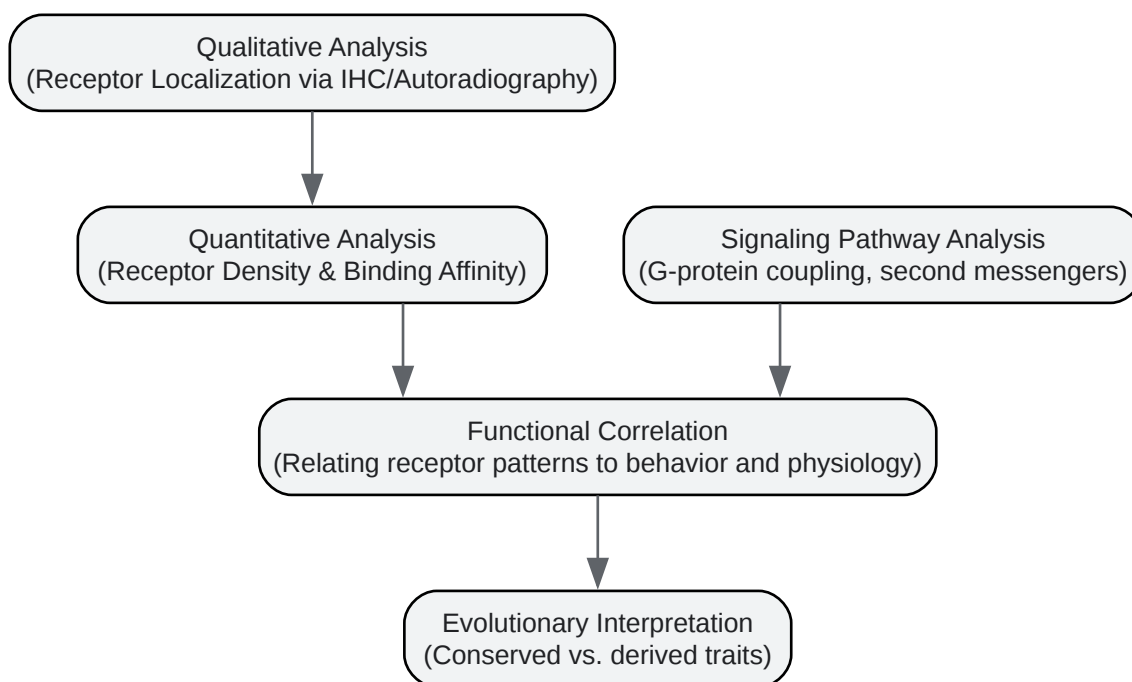 Qualitative Analysis
(Receptor Localization via IHC/Autoradiography)
Quantitative Analysis
(Receptor Density & Binding Affinity)
Signaling Pathway Analysis
(G-protein coupling, second messengers)
Functional Correlation
(Relating receptor patterns to behavior and physiology)
Evolutionary Interpretation
(Conserved vs. derived traits)